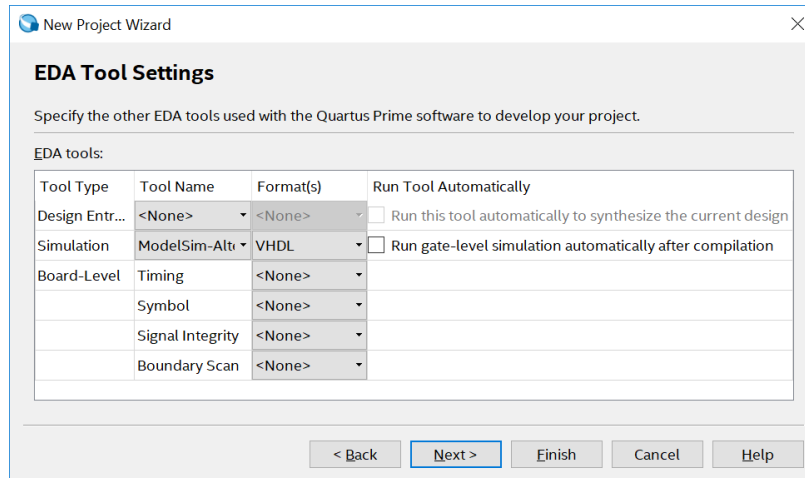 New Project Wizard
EDA Tool Settings
Specify the other EDA tools used with the Quartus Prime software to develop your project.
EDA tools:
Tool Type Tool Name Format(s) Run Tool Automatically
Design Entr... <None> <None> Run this tool automatically to synthesize the current design
Simulation ModelSim-Alte VHDL Run gate-level simulation automatically after compilation
Board-Level Timing <None>
Symbol <None>
Signal Integrity <None>
Boundary Scan <None>
< Back Next > Finish Cancel Help